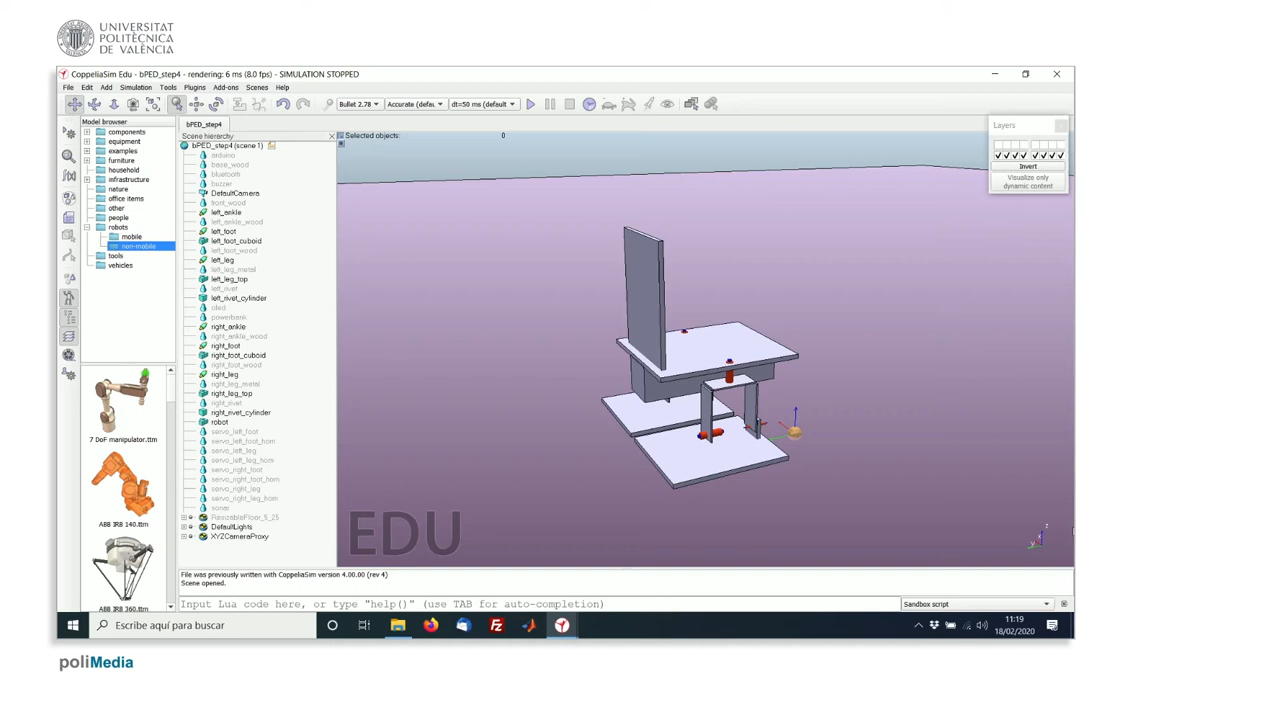 UNIVERSITAT
POLITÈCNICA
DE VALÈNCIA
CoppeliaSim Edu - bPED_step4 - rendering: 6 ms (8.0 fps) - SIMULATION STOPPED
File Edit Add Simulation Tools Plugins Add-ons Scenes Help
Bullet 2.78 Accurate (defau dt=50 ms (default)
Model browser
components
equipment
examples
furniture
household
infrastructure
nature
office items
other
people
robots
mobile
non-mobile
tools
vehicles
7 DoF manipulator.ttm
ABB IRB 140.ttm
ABB IRB 360.ttm
bPED_step4
Scene hierarchy
bPED_step4 (scene 1)
arduino
base_wood
bluetooth
buzzer
DefaultCamera
front_wood
left_ankle
left_ankle_wood
left_foot
left_foot_cuboid
left_foot_wood
left_leg
left_leg_metal
left_leg_top
left_rivet
left_rivet_cylinder
oled
powerbank
right_ankle
right_ankle_wood
right_foot
right_foot_cuboid
right_foot_wood
right_leg
right_leg_metal
right_leg_top
right_rivet
right_rivet_cylinder
robot
servo_left_foot
servo_left_foot_horn
servo_left_leg
servo_left_leg_horn
servo_right_foot
servo_right_foot_horn
servo_right_leg
servo_right_leg_horn
sonar
ResizableFloor_5_25
DefaultLights
XYZCameraProxy
Selected objects: 0
Layers
Invert
Visualize only
dynamic content
EDU
File was previously written with CoppeliaSim version 4.00.00 (rev 4)
Scene opened.
Input Lua code here, or type "help()" (use TAB for auto-completion)
Sandbox script
Escribe aquí para buscar
11:19
18/02/2020
poliMedia